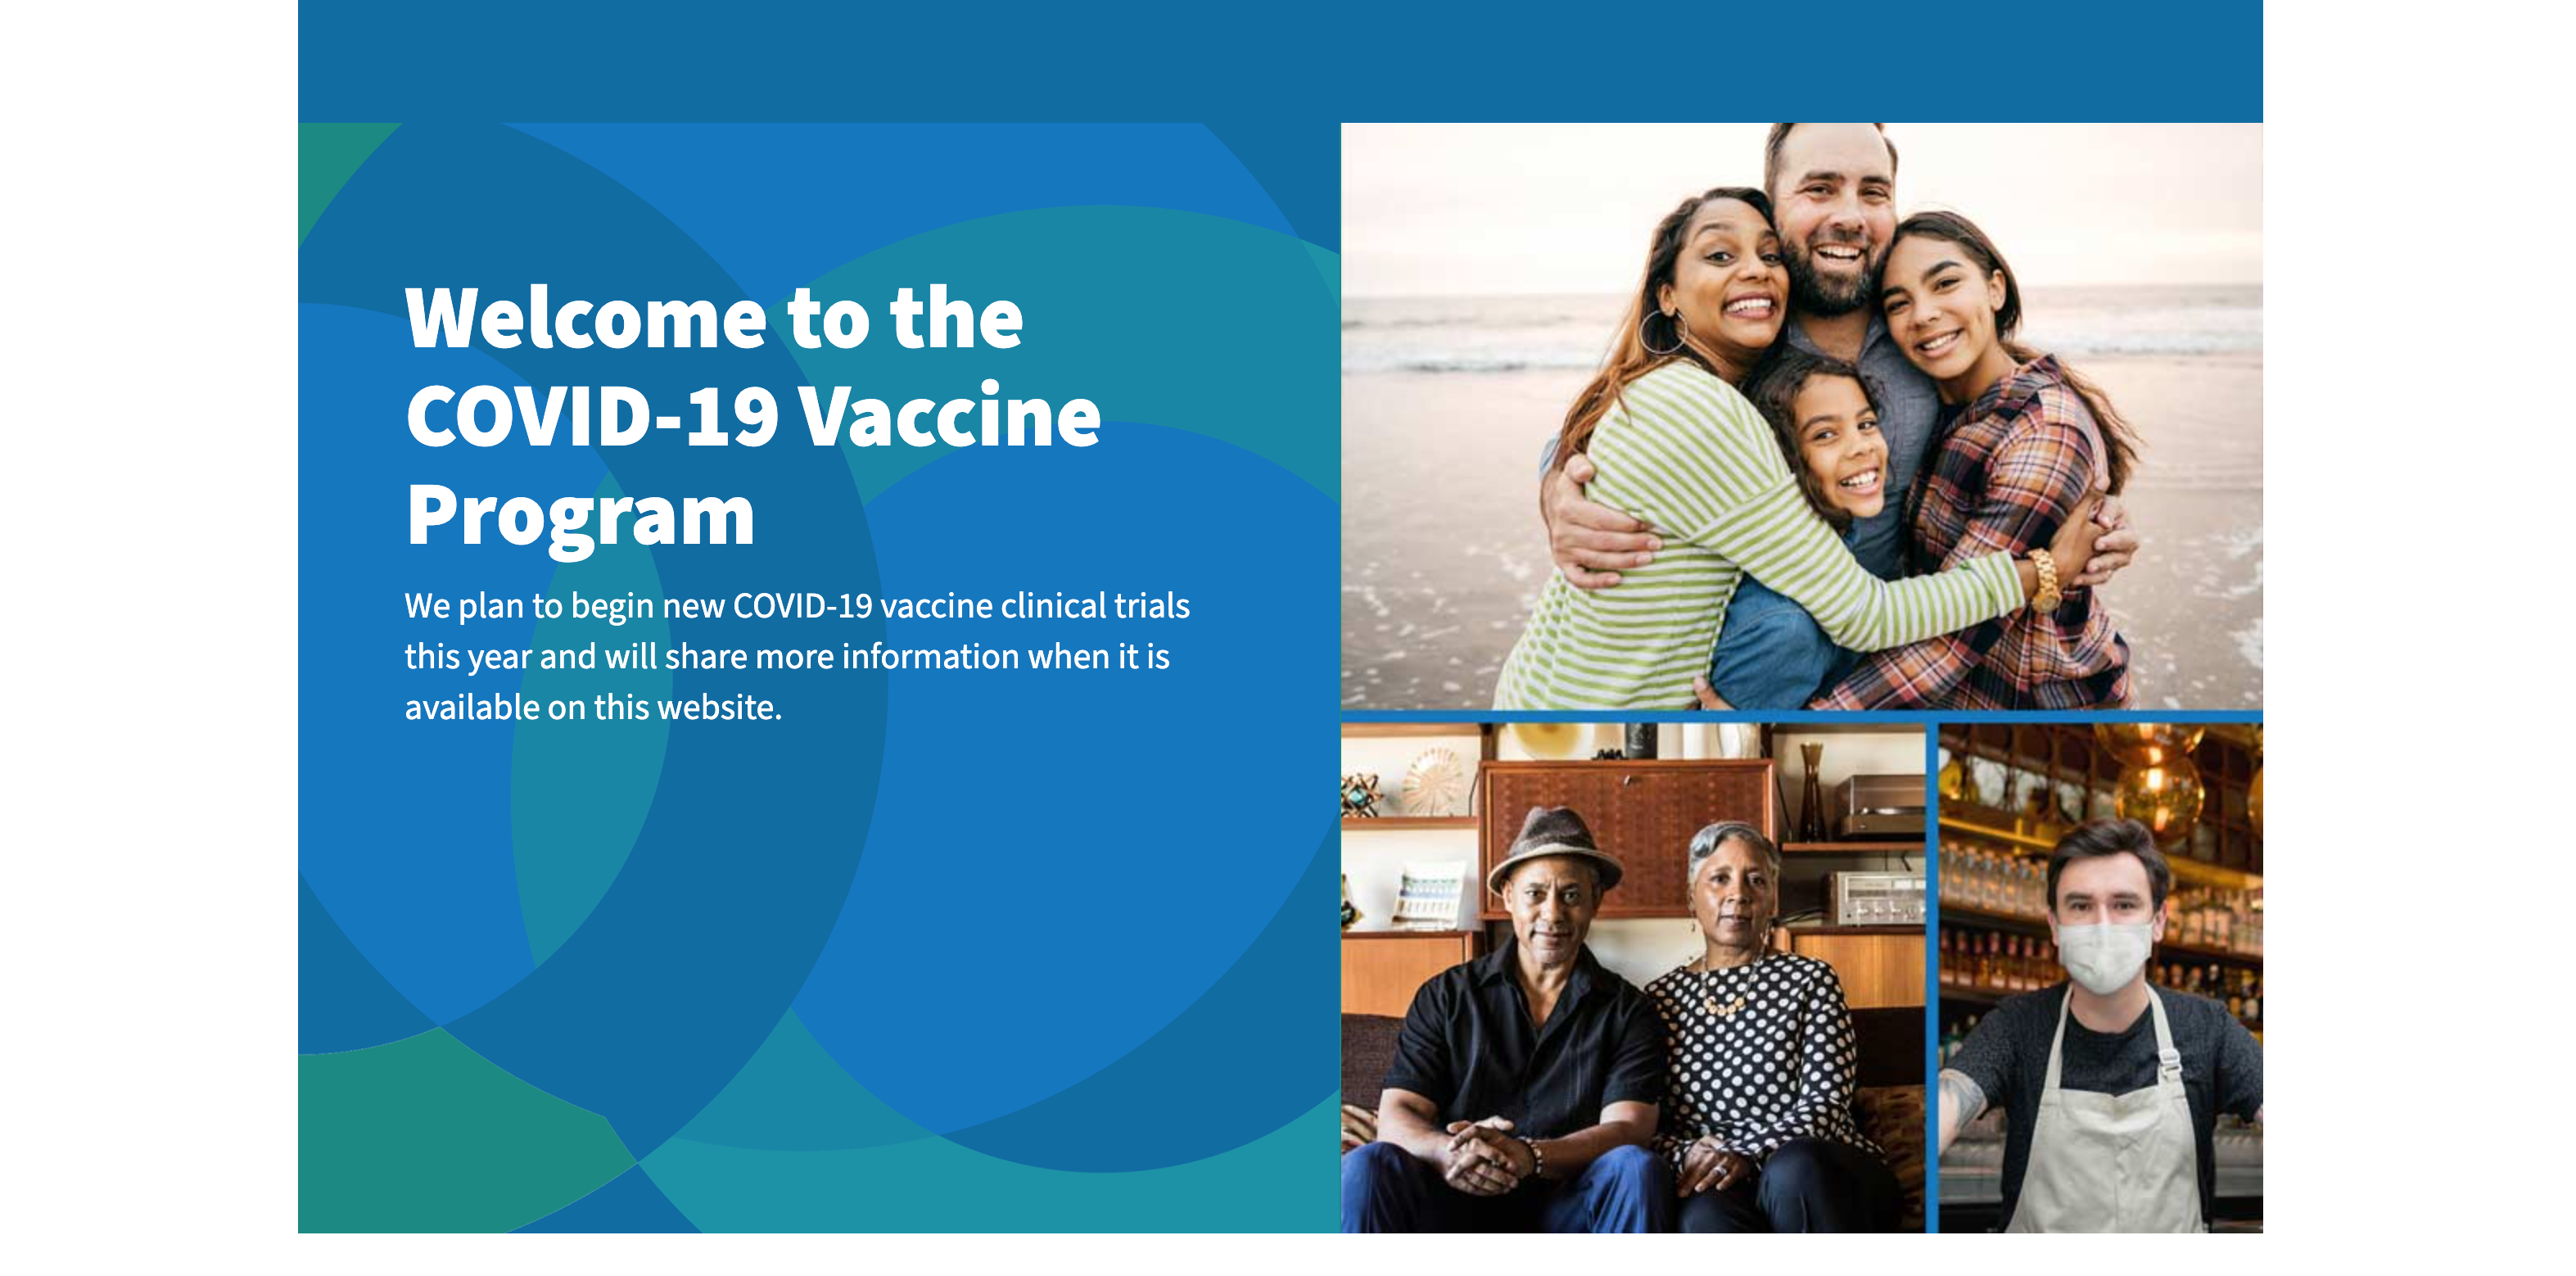 Welcome to the
COVID-19 Vaccine
Program
We plan to begin new COVID-19 vaccine clinical trials
this year and will share more information when it is
available on this website.